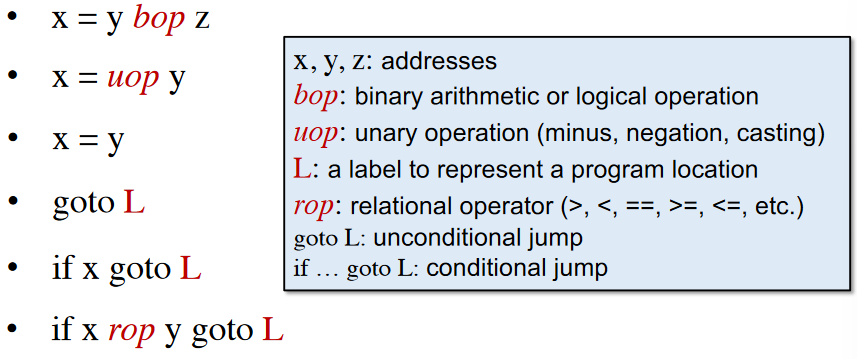 • x = y bop z
• x = uop y
• x = y
• goto L
• if x goto L
• if x rop y goto L
x, y, z: addresses
bop: binary arithmetic or logical operation
uop: unary operation (minus, negation, casting)
L: a label to represent a program location
rop: relational operator (>, <, ==, >=, <=, etc.)
goto L: unconditional jump
if … goto L: conditional jump